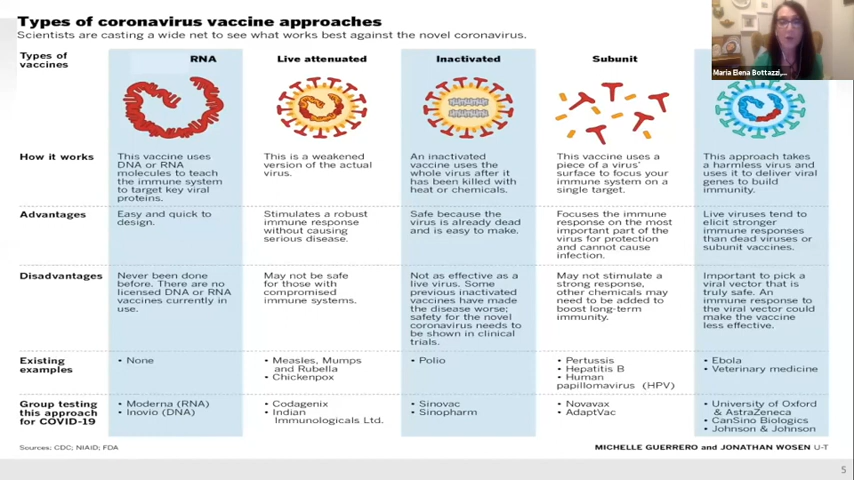 Types of coronavirus vaccine approaches
Scientists are casting a wide net to see what works best against the novel coronavirus.
Maria Elena Bottazzi,...
Types of
vaccines
RNA
Live attenuated
Inactivated
Subunit
How it works
This vaccine uses
DNA or RNA
molecules to teach
the immune system
to target key viral
proteins.
This is a weakened
version of the actual
virus.
An inactivated
vaccine uses the
whole virus after it
has been killed with
heat or chemicals.
This vaccine uses a
piece of a virus'
surface to focus your
immune system on a
single target.
This approach takes
a harmless virus and
uses it to deliver viral
genes to build
immunity.
Advantages
Easy and quick to
design.
Stimulates a robust
immune response
without causing
serious disease.
Safe because the
virus is already dead
and is easy to make.
Focuses the immune
response on the most
important part of the
virus for protection
and cannot cause
infection.
Live viruses tend to
elicit stronger
immune responses
than dead viruses or
subunit vaccines.
Disadvantages
Never been done
before. There are no
licensed DNA or RNA
vaccines currently in
use.
May not be safe
for those with
compromised
immune systems.
Not as effective as a
live virus. Some
previous inactivated
vaccines have made
the disease worse;
safety for the novel
coronavirus needs to
be shown in clinical
trials.
May not stimulate a
strong response,
other chemicals may
need to be added to
boost long-term
immunity.
Important to pick a
viral vector that is
truly safe. An
immune response to
the viral vector could
make the vaccine
less effective.
Existing
examples
• None
• Measles, Mumps
and Rubella
• Chickenpox
• Polio
• Pertussis
• Hepatitis B
• Human
papillomavirus (HPV)
• Ebola
• Veterinary medicine
Group testing
this approach
for COVID-19
• Moderna (RNA)
• Inovio (DNA)
• Codagenix
• Indian
Immunologicals Ltd.
• Sinovac
• Sinopharm
• Novavax
• AdaptVac
• University of Oxford
& AstraZeneca
• CanSino Biologics
• Johnson & Johnson
Sources: CDC; NIAID; FDA
MICHELLE GUERRERO and JONATHAN WOSEN U-T
5